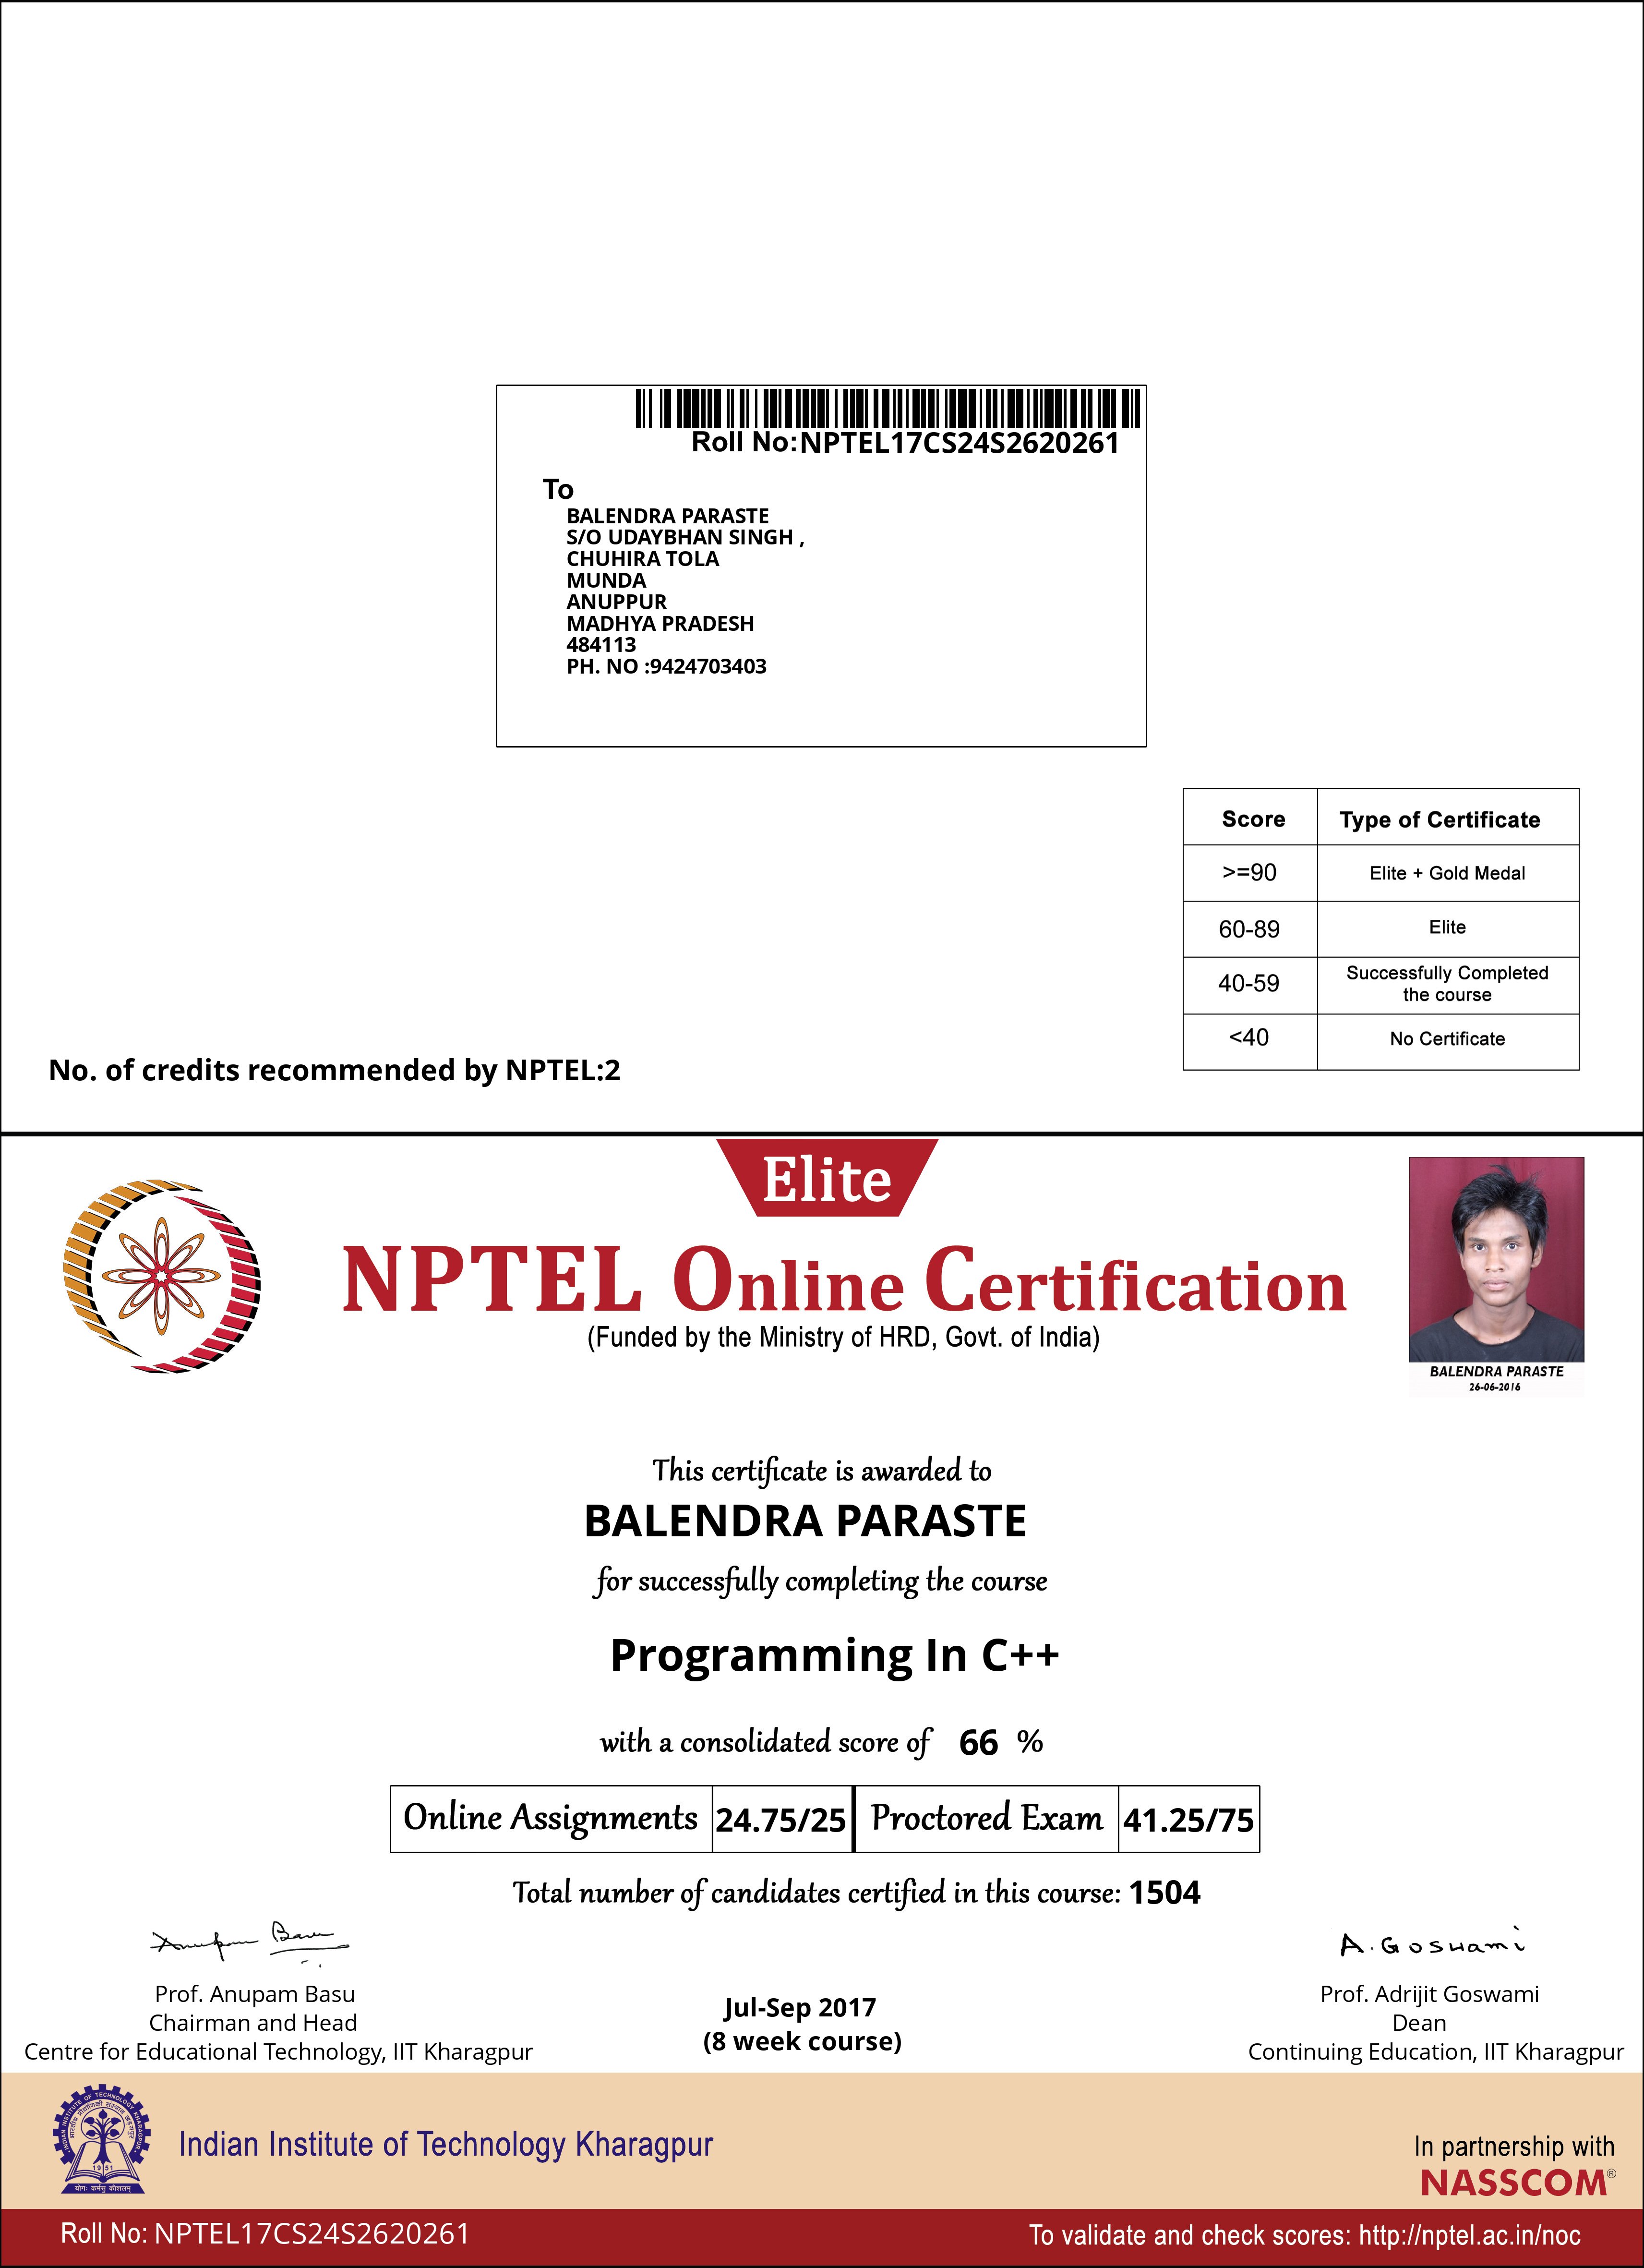 Roll No:NPTEL17CS24S2620261
To
BALENDRA PARASTE
S/O UDAYBHAN SINGH ,
CHUHIRA TOLA
MUNDA
ANUPPUR
MADHYA PRADESH
484113
PH. NO :9424703403
Score Type of Certificate
>=90 Elite + Gold Medal
60-89 Elite
40-59 Successfully Completed
the course
<40 No Certificate
No. of credits recommended by NPTEL:2
Elite
NPTEL Online Certification
(Funded by the Ministry of HRD, Govt. of India)
BALENDRA PARASTE
26-06-2016
This certificate is awarded to
BALENDRA PARASTE
for successfully completing the course
Programming In C++
with a consolidated score of 66 %
Online Assignments 24.75/25 Proctored Exam 41.25/75
Total number of candidates certified in this course: 1504
Anupam Basu
A. Goswami
Prof. Anupam Basu
Chairman and Head
Centre for Educational Technology, IIT Kharagpur
Jul-Sep 2017
(8 week course)
Prof. Adrijit Goswami
Dean
Continuing Education, IIT Kharagpur
INDIAN INSTITUTE OF TECHNOLOGY KHARAGPUR
भारतीय प्रौद्योगिकी संस्थान खड़गपुर
1951
योगः कर्मसु कौशलम्
Indian Institute of Technology Kharagpur
In partnership with
NASSCOM®
Roll No: NPTEL17CS24S2620261
To validate and check scores: http://nptel.ac.in/noc